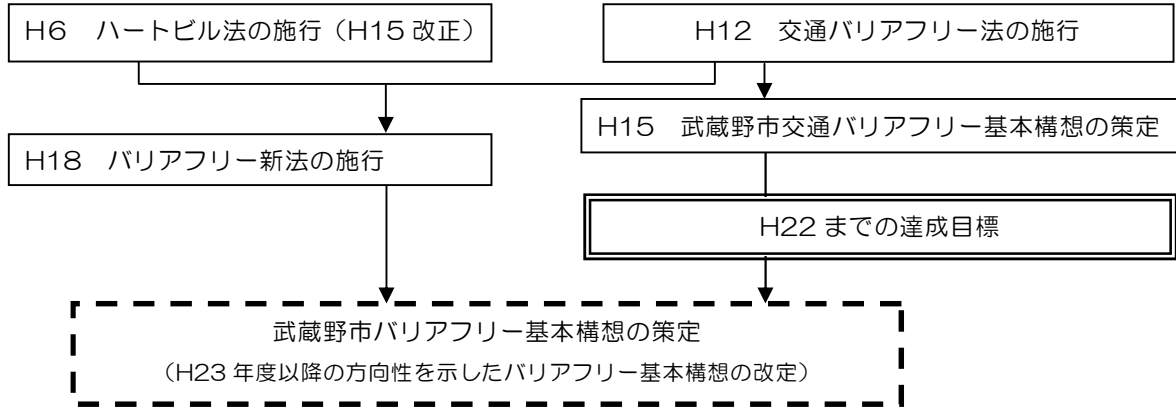 H6　ハートビル法の施行（H15 改正）
H12　交通バリアフリー法の施行
H15　武蔵野市交通バリアフリー基本構想の策定
H18　バリアフリー新法の施行
H22 までの達成目標
武蔵野市バリアフリー基本構想の策定
（H23 年度以降の方向性を示したバリアフリー基本構想の改定）